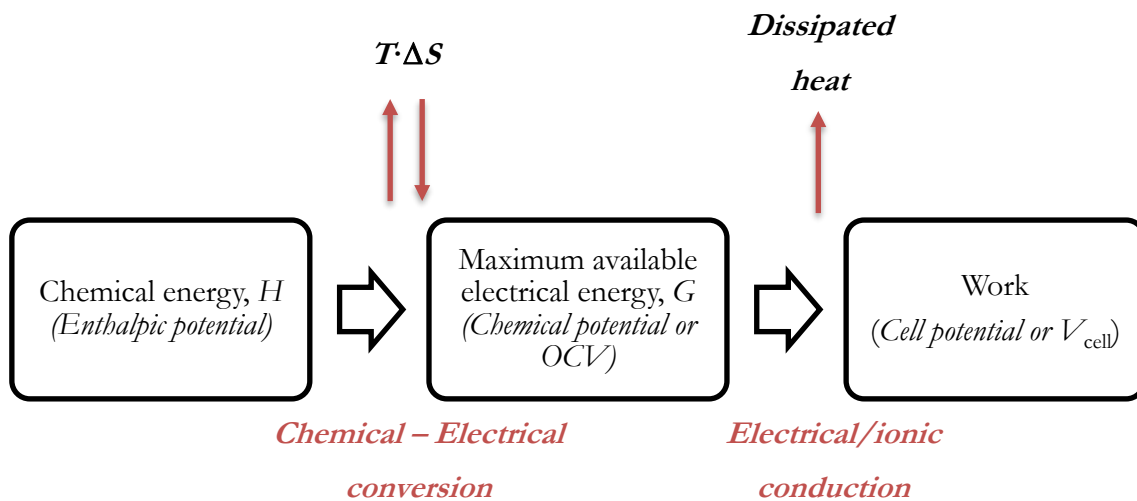 Dissipated
heat
T·ΔS
Chemical energy, H
(Enthalpic potential)
Maximum available
electrical energy, G
(Chemical potential or
OCV)
Work
(Cell potential or V_cell)
Chemical – Electrical
conversion
Electrical/ionic
conduction